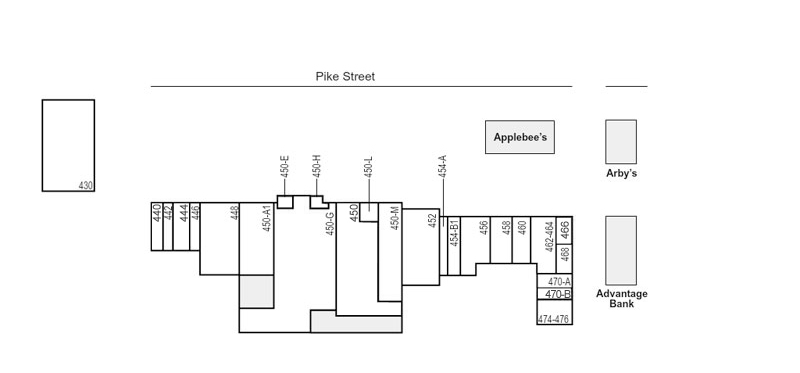 Pike Street
Applebee's
Arby's
430
450-E
450-H
450-L
454-A
440
442
444
446
448
450-A1
450-G
450
450-M
452
454-B1
456
458
460
462-464
466
468
470-A
470-B
474-476
Advantage
Bank